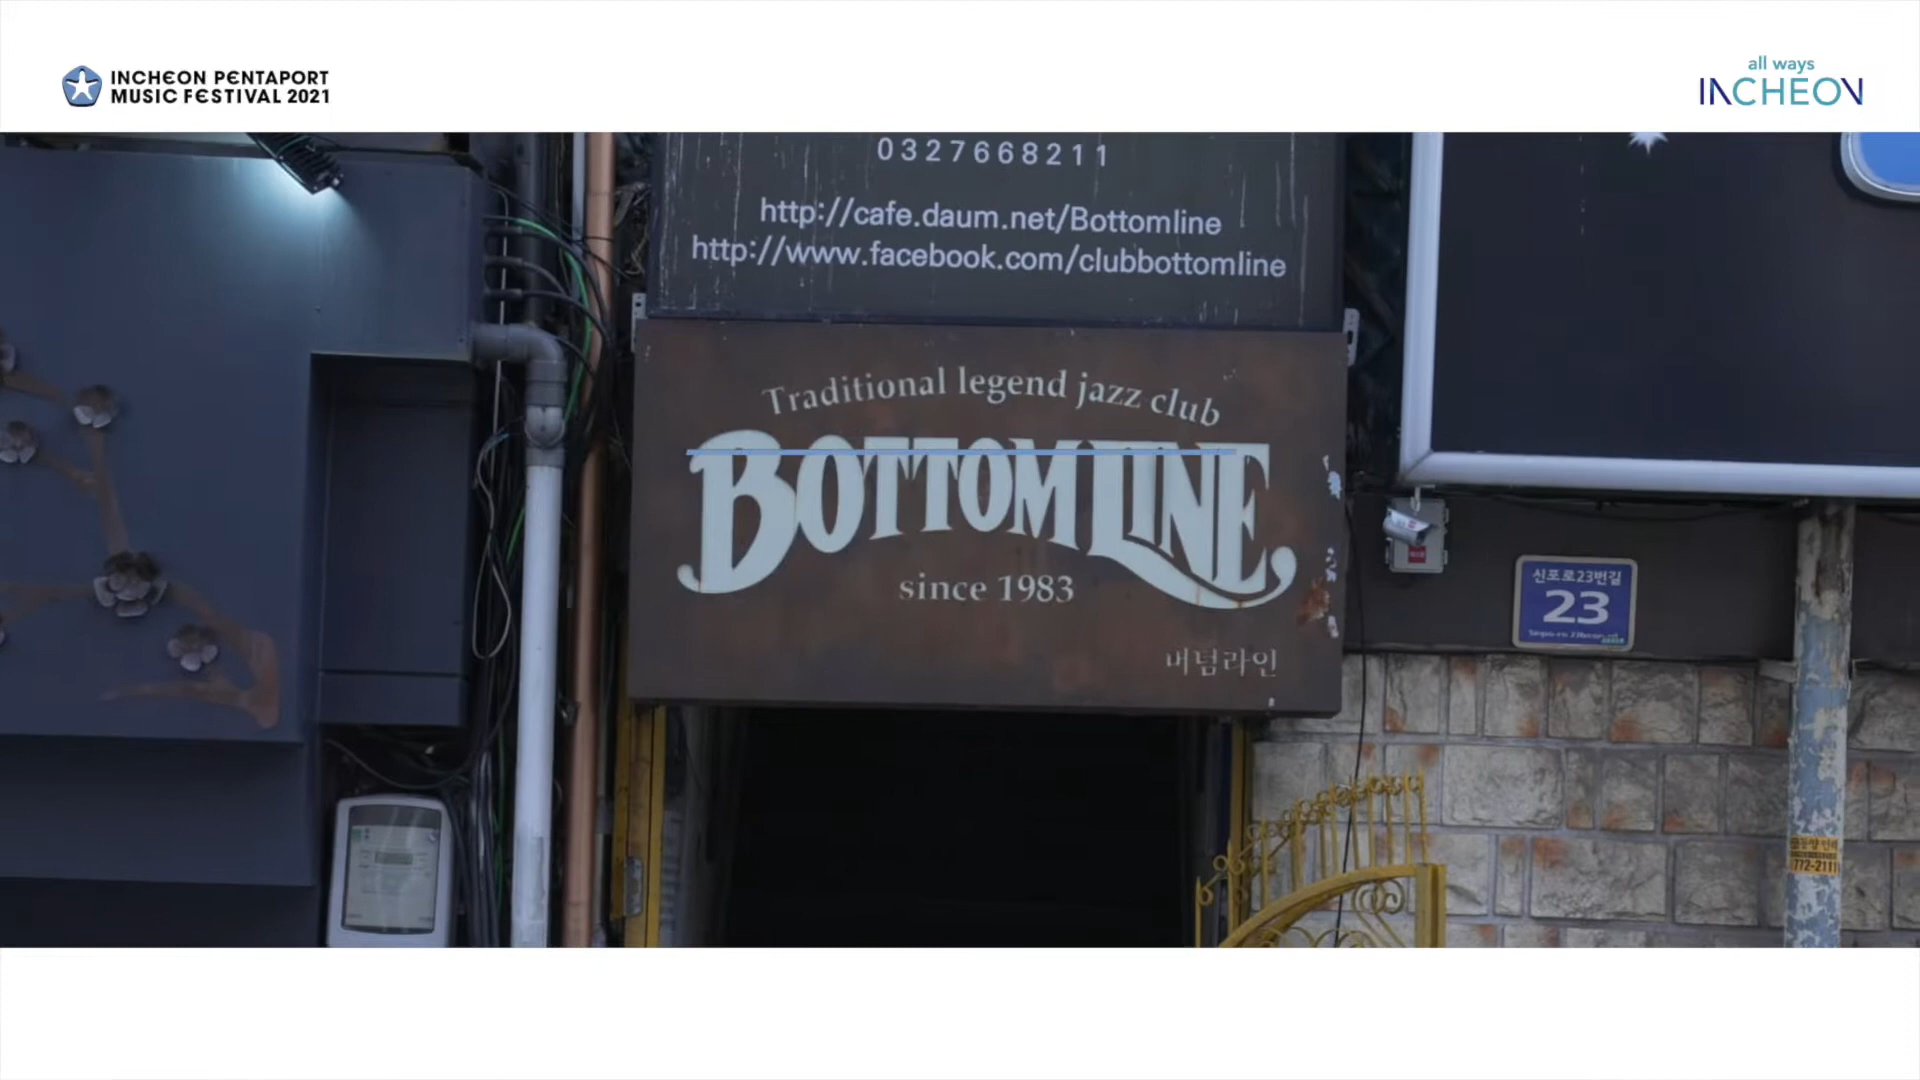 INCHEON PENTAPORT
MUSIC FESTIVAL 2021
all ways
INCHEON
0327668211
http://cafe.daum.net/Bottomline
http://www.facebook.com/clubbottomline
Traditional legend jazz club
BOTTOMLINE
since 1983
버텀라인
신포로23번길
23
772-2111